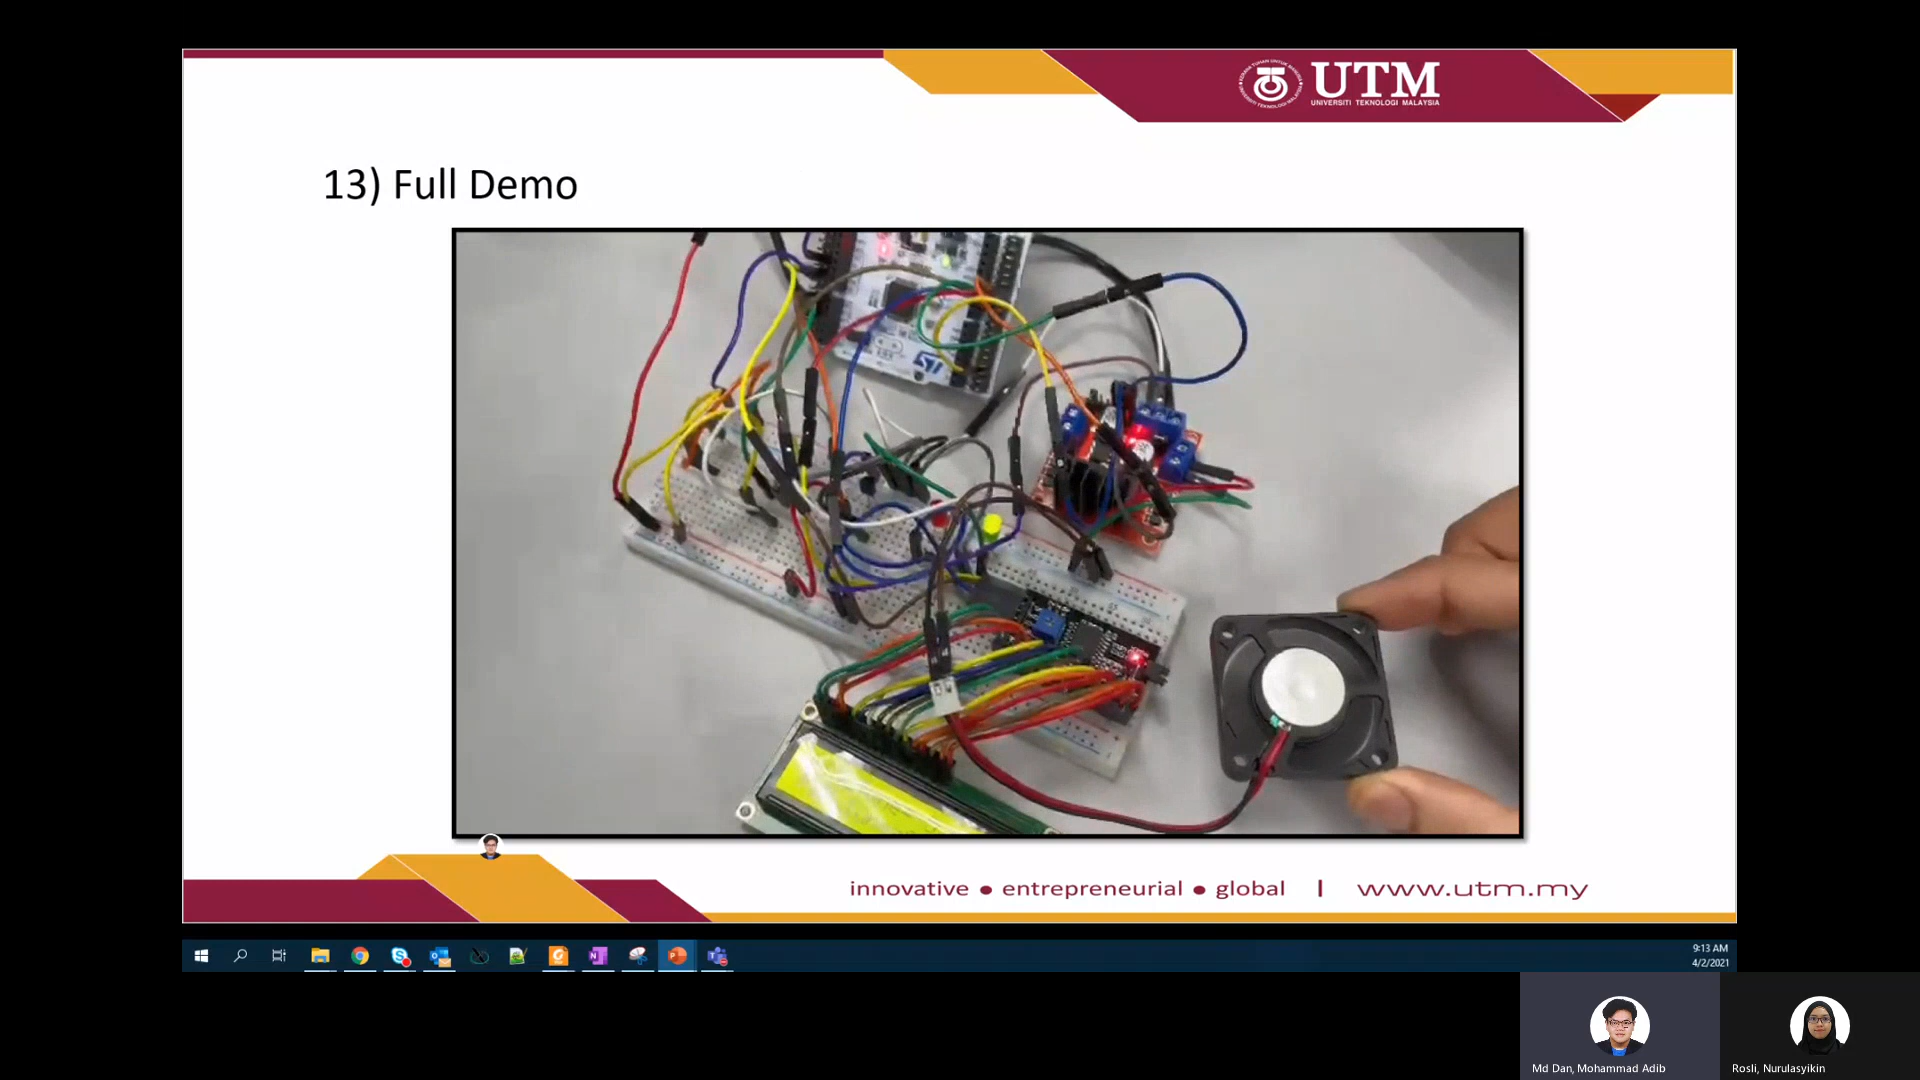 UTM
UNIVERSITI TEKNOLOGI MALAYSIA
13) Full Demo
innovative ● entrepreneurial ● global | www.utm.my
9:13 AM
4/2/2021
Md Dan, Mohammad Adib
Rosli, Nurulasyikin